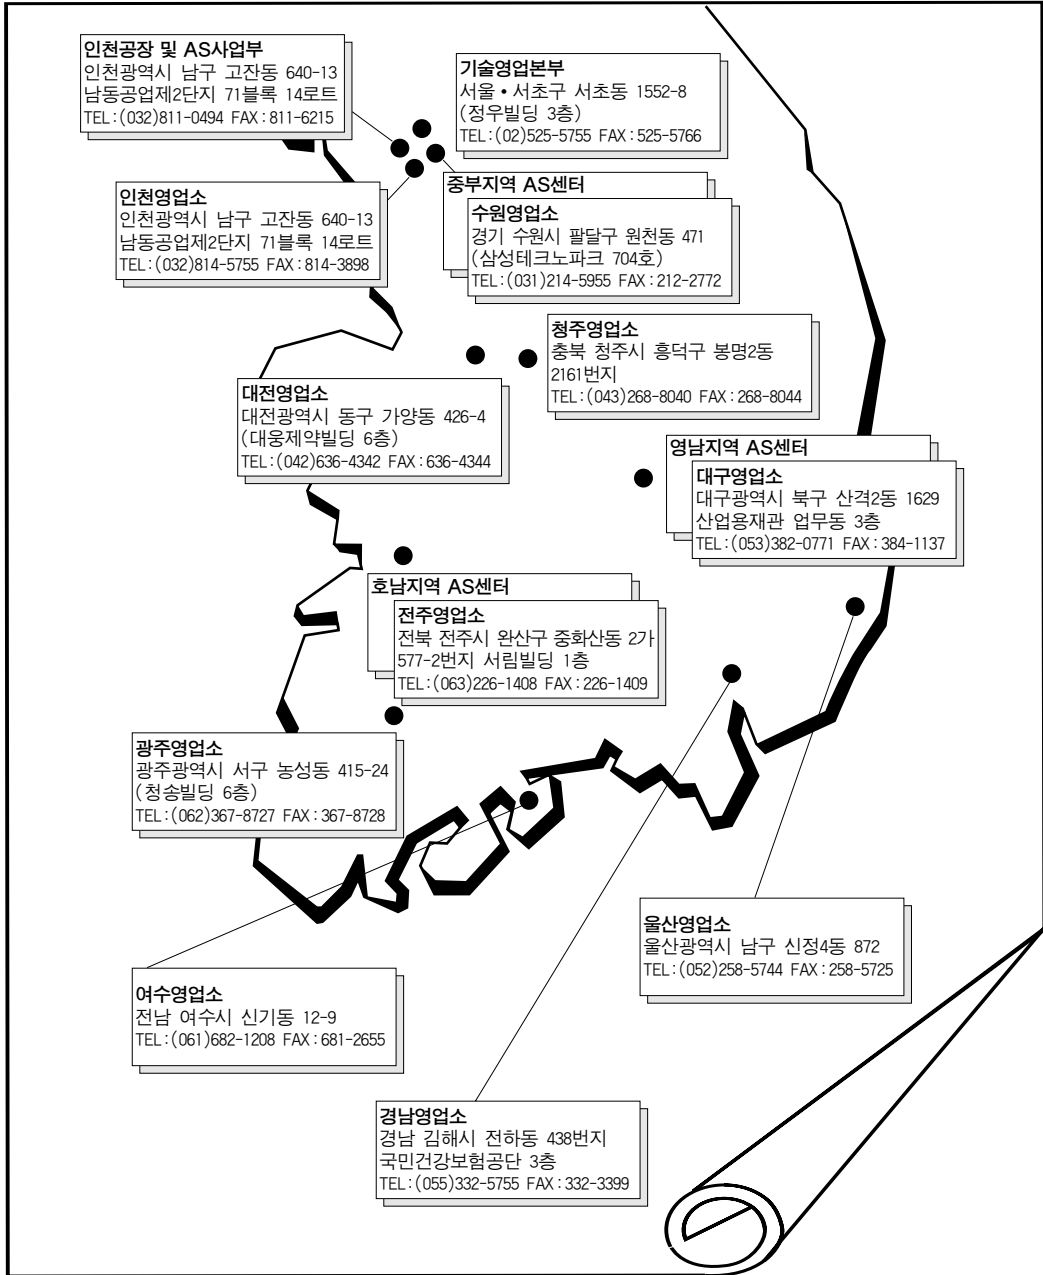 인천공장 및 AS사업부
인천광역시 남구 고잔동 640-13
남동공업제2단지 71블록 14로트
TEL:(032)811-0494 FAX:811-6215
기술영업본부
서울•서초구 서초동 1552-8
(정우빌딩 3층)
TEL:(02)525-5755 FAX:525-5766
인천영업소
인천광역시 남구 고잔동 640-13
남동공업제2단지 71블록 14로트
TEL:(032)814-5755 FAX:814-3898
중부지역 AS센터
수원영업소
경기 수원시 팔달구 원천동 471
(삼성테크노파크 704호)
TEL:(031)214-5955 FAX:212-2772
청주영업소
충북 청주시 흥덕구 봉명2동
2161번지
TEL:(043)268-8040 FAX:268-8044
대전영업소
대전광역시 동구 가양동 426-4
(대웅제약빌딩 6층)
TEL:(042)636-4342 FAX:636-4344
영남지역 AS센터
대구영업소
대구광역시 북구 산격2동 1629
산업용재관 업무동 3층
TEL:(053)382-0771 FAX:384-1137
호남지역 AS센터
전주영업소
전북 전주시 완산구 중화산동 2가
577-2번지 서림빌딩 1층
TEL:(063)226-1408 FAX:226-1409
광주영업소
광주광역시 서구 농성동 415-24
(청송빌딩 6층)
TEL:(062)367-8727 FAX:367-8728
울산영업소
울산광역시 남구 신정4동 872
TEL:(052)258-5744 FAX:258-5725
여수영업소
전남 여수시 신기동 12-9
TEL:(061)682-1208 FAX:681-2655
경남영업소
경남 김해시 전하동 438번지
국민건강보험공단 3층
TEL:(055)332-5755 FAX:332-3399